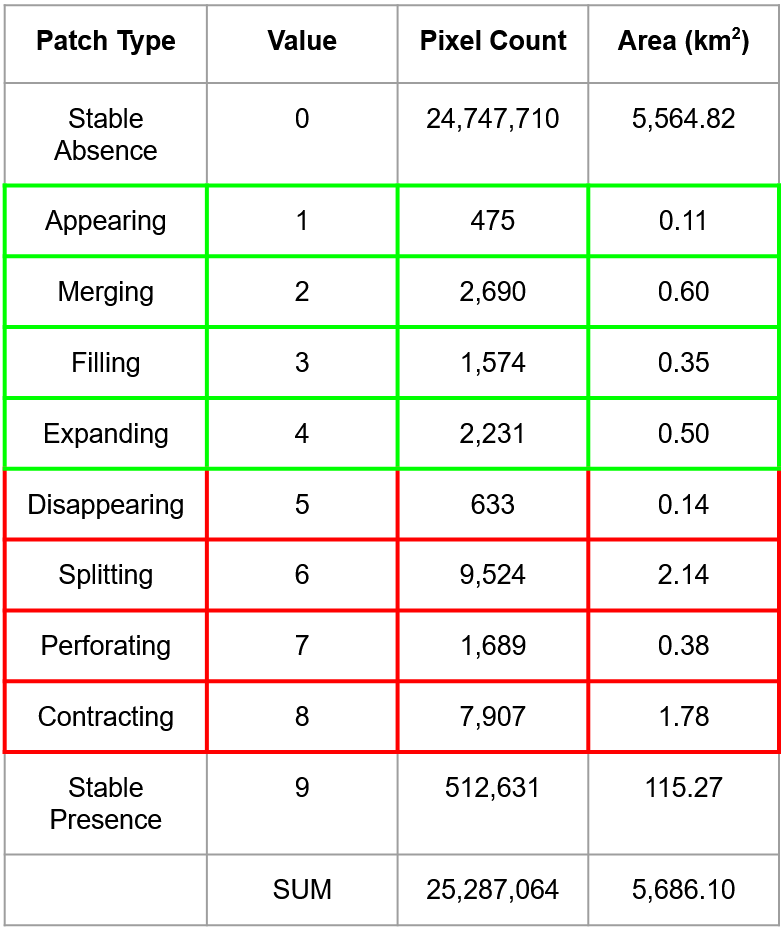 Patch Type Value Pixel Count Area (km²)
Stable Absence 0 24,747,710 5,564.82
Appearing 1 475 0.11
Merging 2 2,690 0.60
Filling 3 1,574 0.35
Expanding 4 2,231 0.50
Disappearing 5 633 0.14
Splitting 6 9,524 2.14
Perforating 7 1,689 0.38
Contracting 8 7,907 1.78
Stable Presence 9 512,631 115.27
SUM 25,287,064 5,686.10